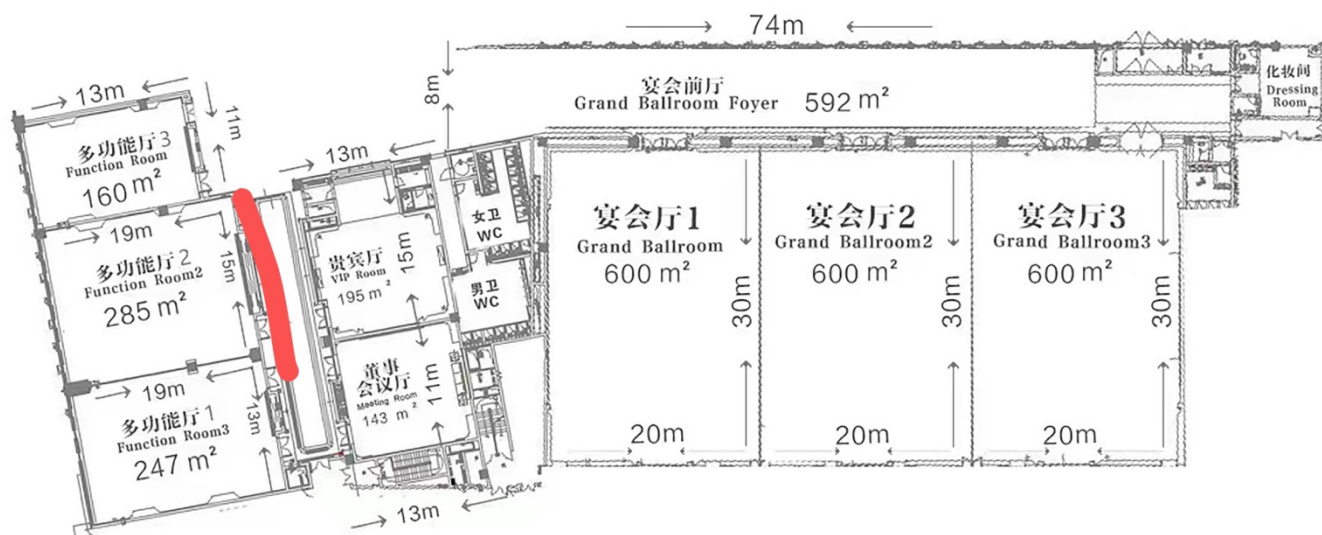 74m
8m
宴会前厅
Grand Ballroom Foyer
592 m²
化妆间
Dressing
Room
13m
11m
多功能厅3
Function Room
160 m²
19m
15m
多功能厅2
Function Room2
285 m²
19m
13m
多功能厅1
Function Room3
247 m²
13m
贵宾厅
VIP Room
195 m²
15m
董事
会议厅
Meeting Room
143 m²
11m
13m
女卫
WC
男卫
WC
宴会厅1
Grand Ballroom
600 m²
30m
20m
宴会厅2
Grand Ballroom2
600 m²
30m
20m
宴会厅3
Grand Ballroom3
600 m²
30m
20m